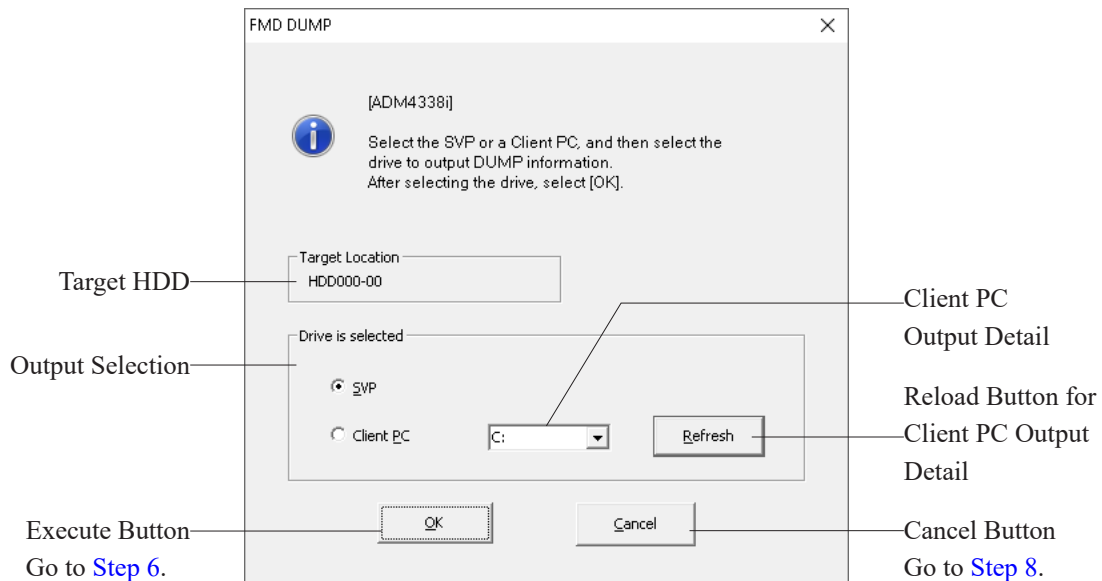 FMD DUMP
[ADM4338i]
Select the SVP or a Client PC, and then select the
drive to output DUMP information.
After selecting the drive, select [OK].
Target Location
Target HDD
HDD000-00
Client PC
Output Detail
Drive is selected
Output Selection
SVP
Reload Button for
Client PC Output
Detail
Client PC
C:
Refresh
OK
Cancel
Execute Button
Go to Step 6.
Cancel Button
Go to Step 8.